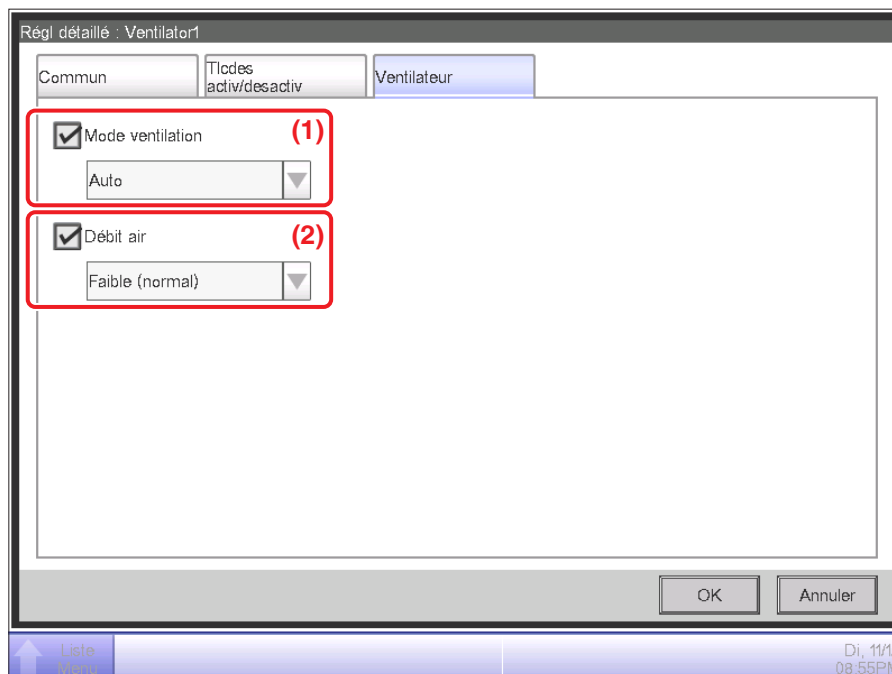 Régl détaillé : Ventilator1
Commun
Tlcdes
activ/desactiv
Ventilateur
Mode ventilation
(1)
Auto
Débit air
(2)
Faible (normal)
OK
Annuler
Liste
Menu
Di, 11/1
08:55PM